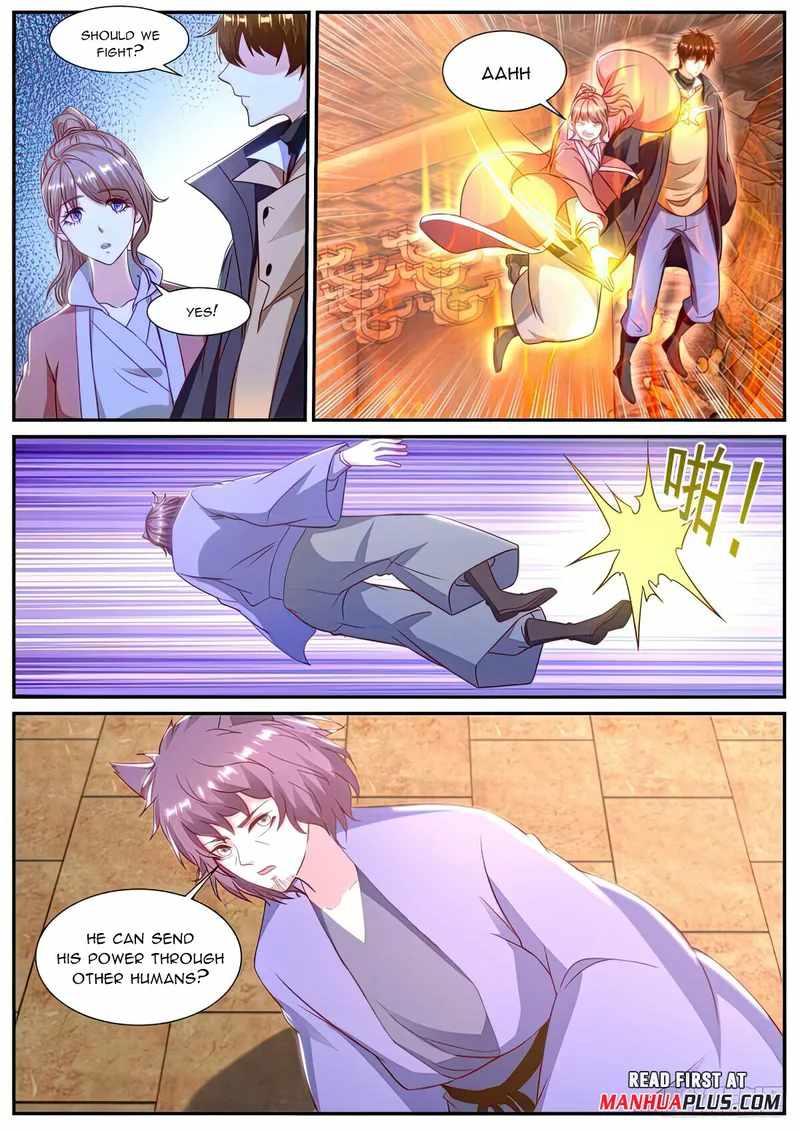 SHOULD WE
FIGHT?
YES!
AAHH
啪!
HE CAN SEND
HIS POWER THROUGH
OTHER HUMANS?
READ FIRST AT
MANHUAPLUS.COM